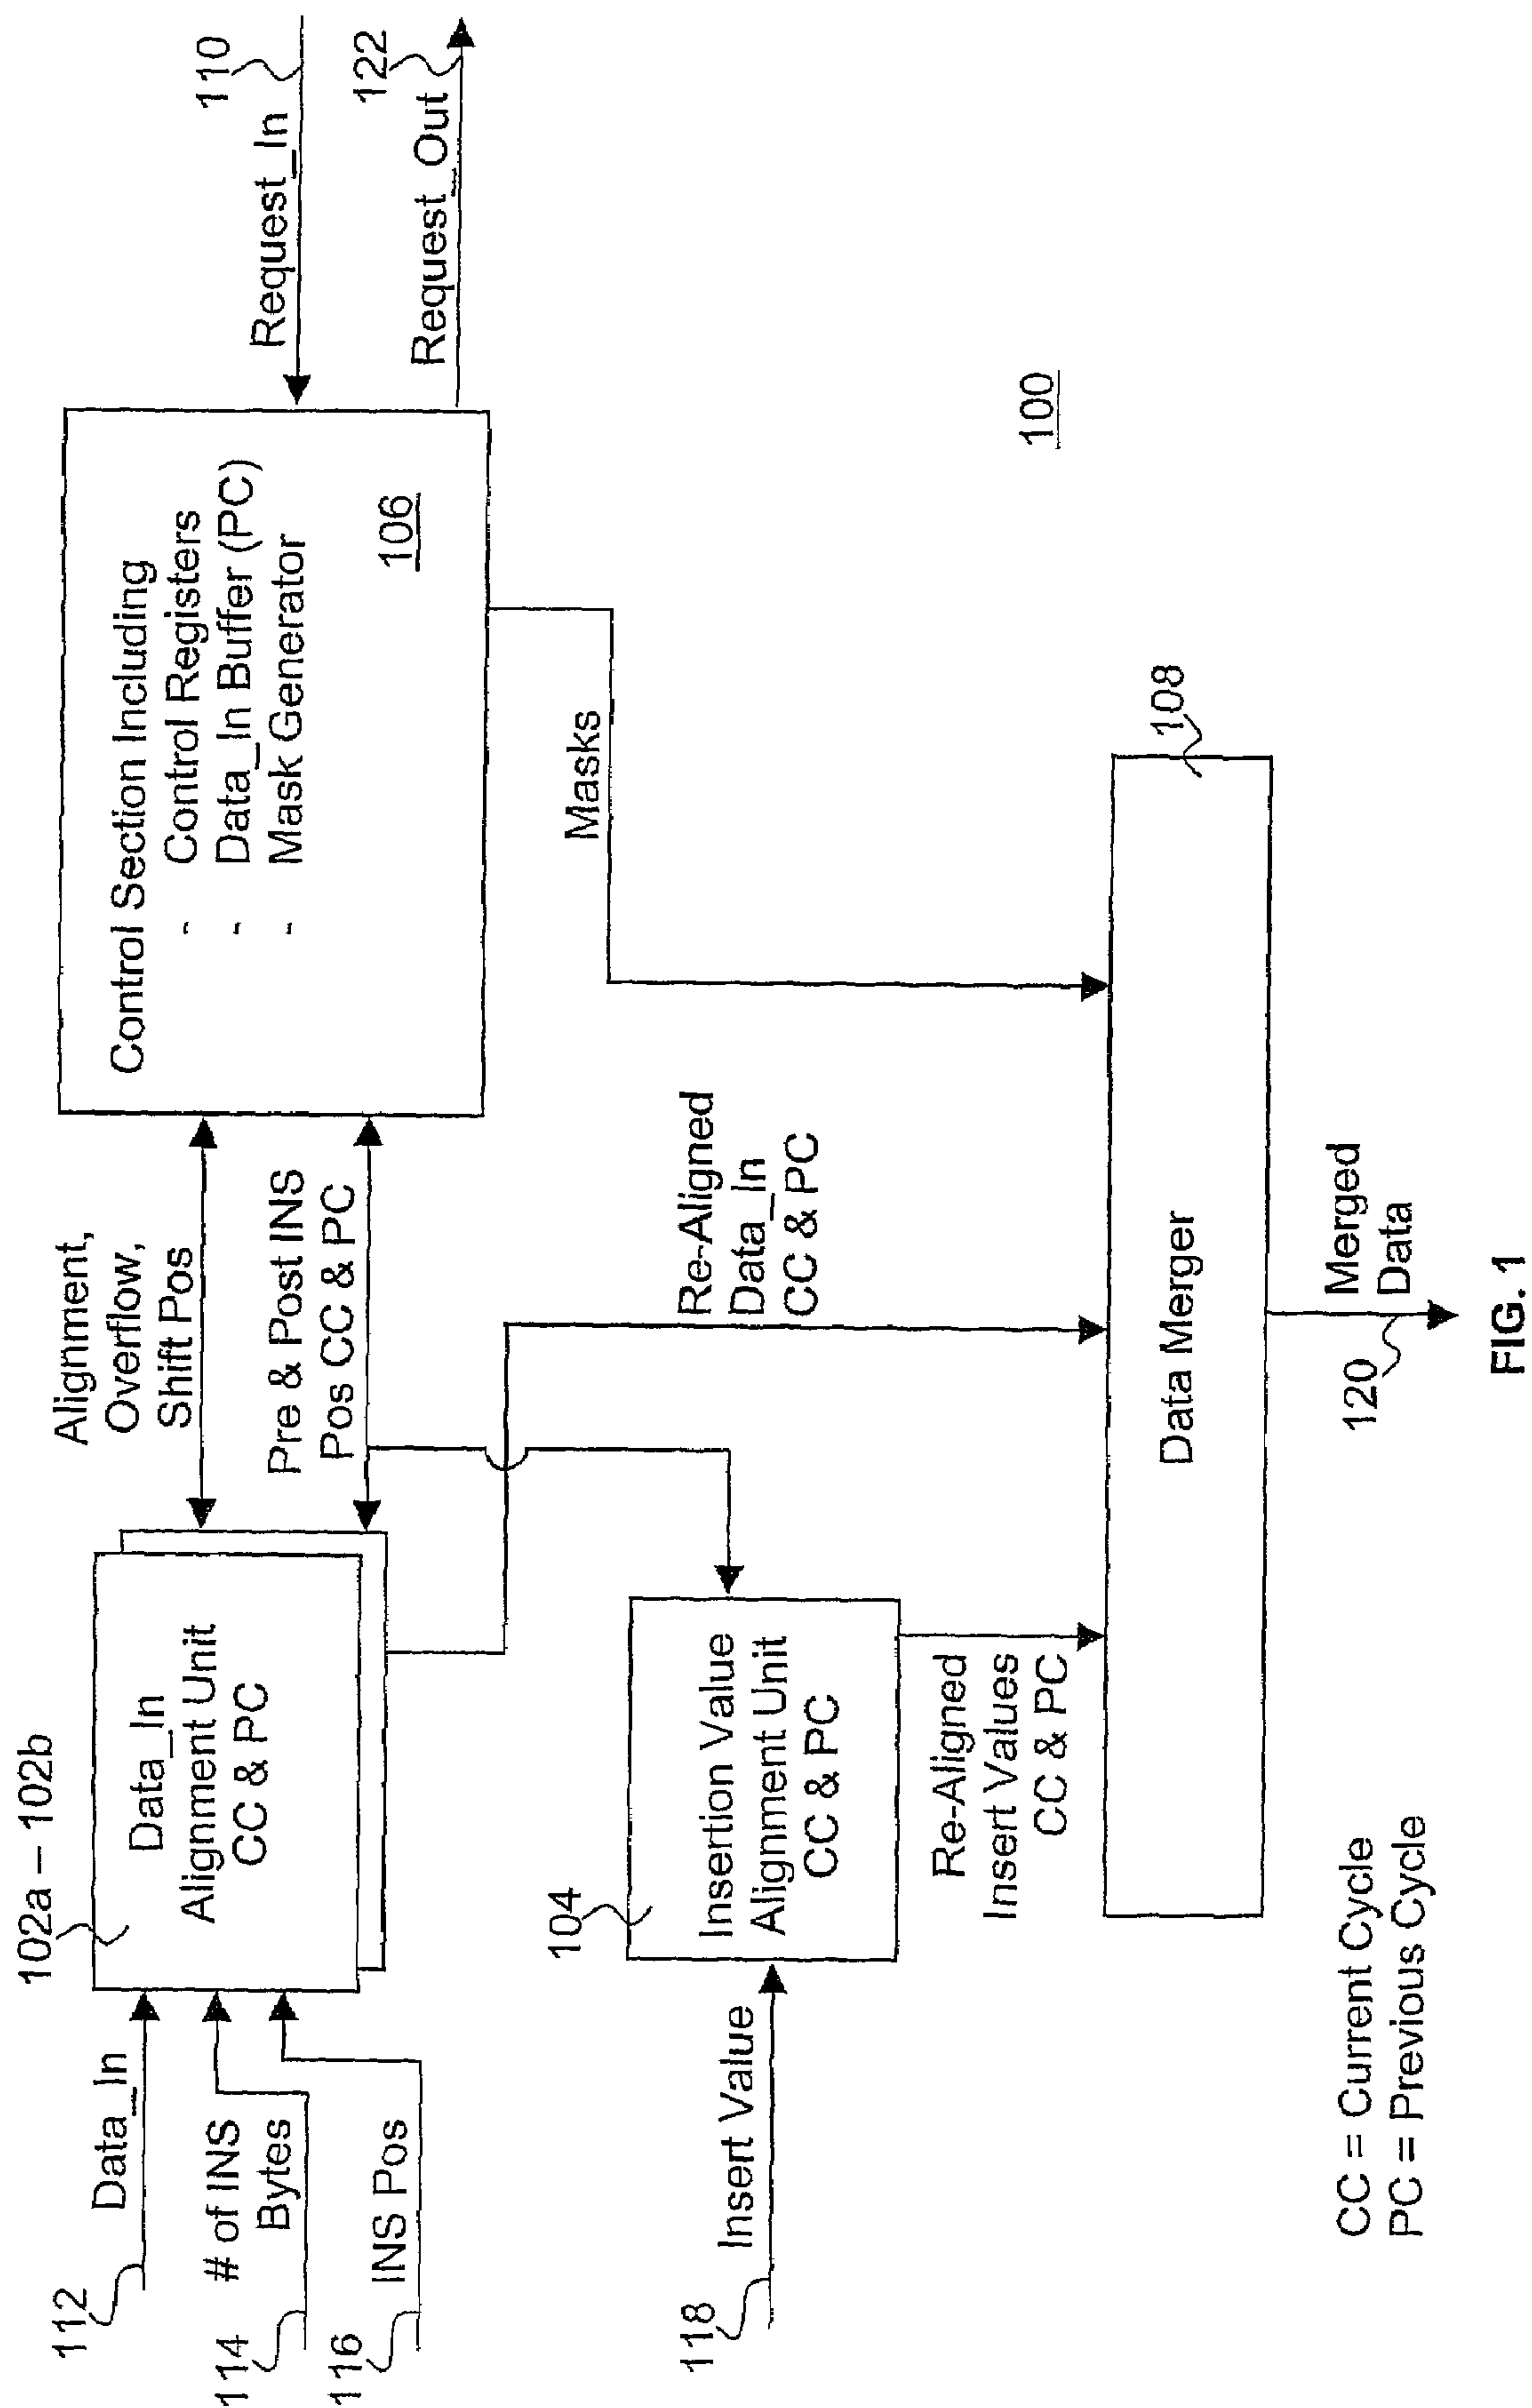 102a – 102b
112
Data_In
114
# of INS
Bytes
116
INS Pos
Data_In
Alignment Unit
CC & PC
Alignment,
Overflow,
Shift Pos
Pre & Post INS
Pos CC & PC
Control Section Including
- Control Registers
- Data_In Buffer (PC)
- Mask Generator
106
Request_In
110
Request_Out
122
118
Insert Value
104
Insertion Value
Alignment Unit
CC & PC
Re-Aligned
Insert Values
CC & PC
Re-Aligned
Data_In
CC & PC
Masks
100
Data Merger
108
120
Merged
Data
CC = Current Cycle
PC = Previous Cycle
FIG. 1